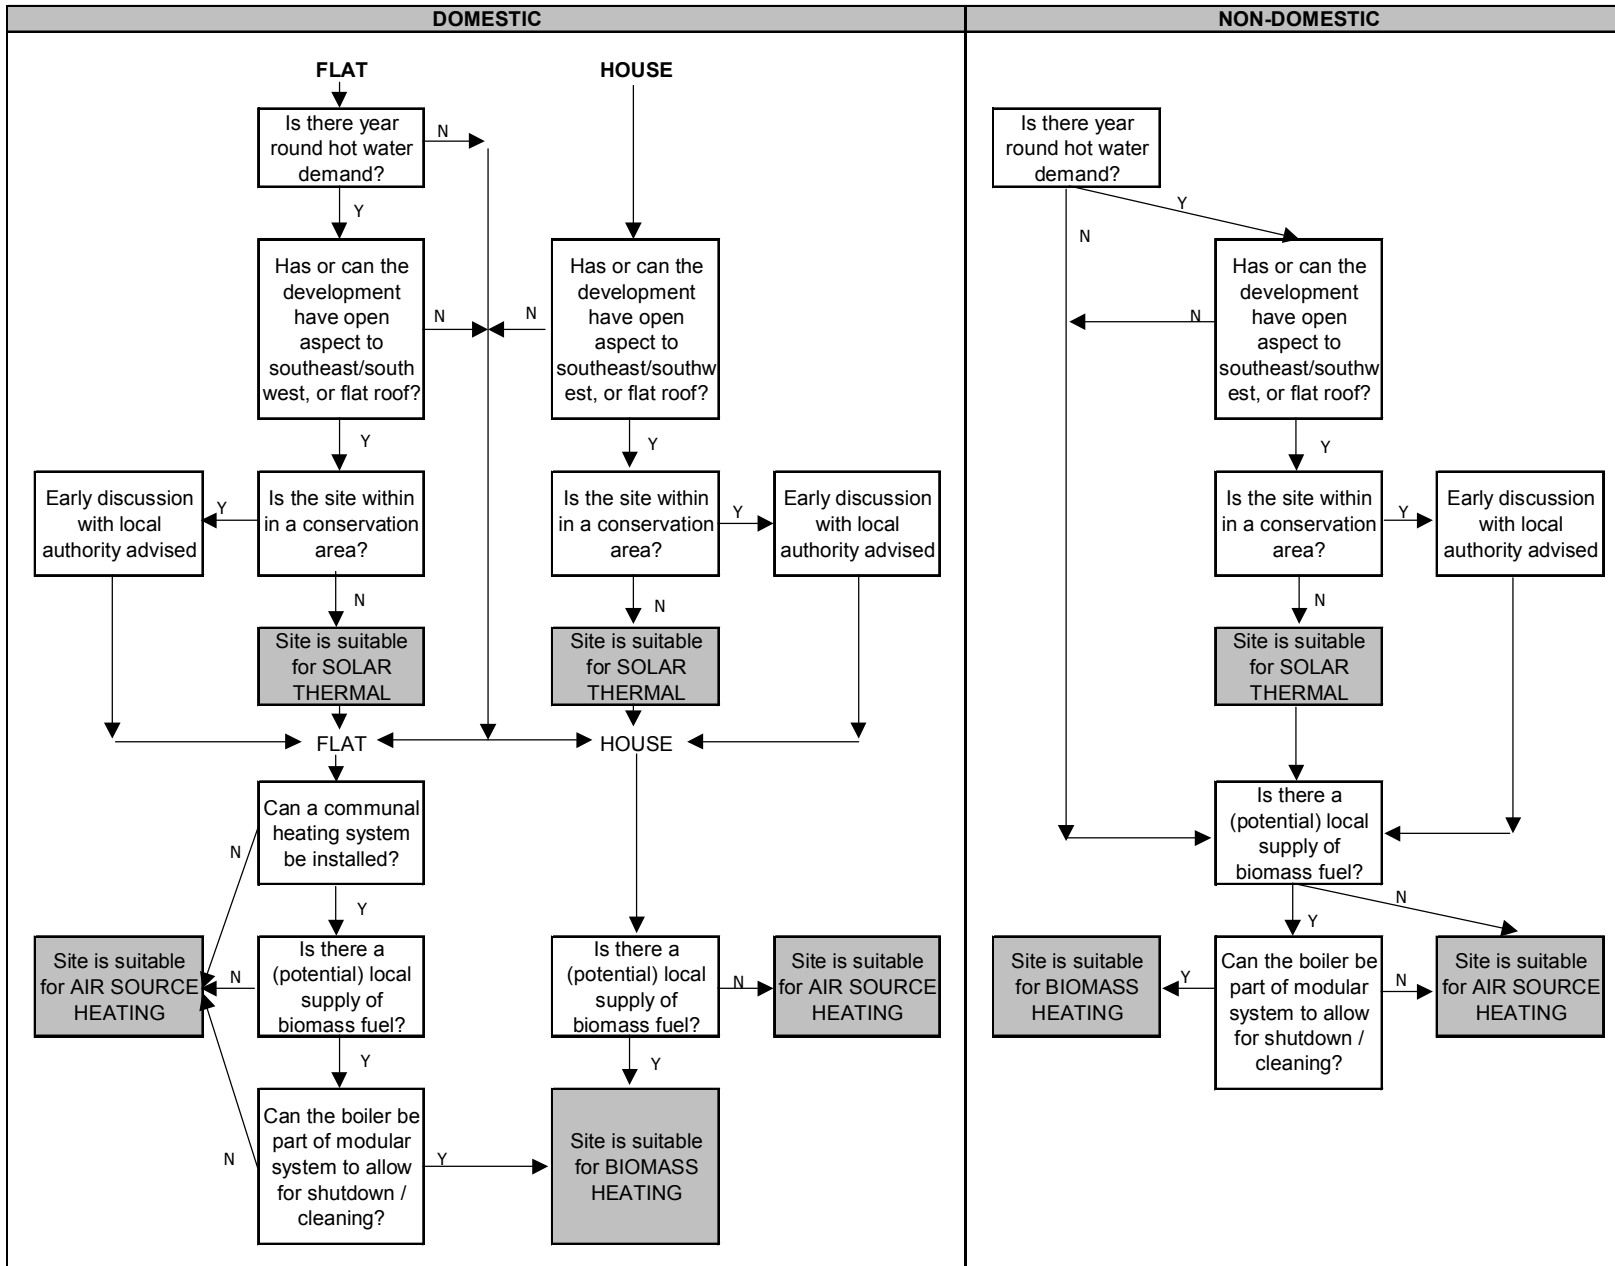 DOMESTIC
NON-DOMESTIC
FLAT
HOUSE
Is there year
round hot water
demand?
N
Y
Is there year
round hot water
demand?
Y
N
Has or can the
development
have open
aspect to
southeast/south
west, or flat roof?
N
Y
Has or can the
development
have open
aspect to
southeast/southw
est, or flat roof?
N
Y
Has or can the
development
have open
aspect to
southeast/southw
est, or flat roof?
N
Y
Early discussion
with local
authority advised
Y
Is the site within
in a conservation
area?
N
Is the site within
in a conservation
area?
Y
N
Early discussion
with local
authority advised
Is the site within
in a conservation
area?
Y
N
Early discussion
with local
authority advised
Site is suitable
for SOLAR
THERMAL
Site is suitable
for SOLAR
THERMAL
Site is suitable
for SOLAR
THERMAL
FLAT
HOUSE
Can a communal
heating system
be installed?
N
Y
Is there a
(potential) local
supply of
biomass fuel?
N
Y
Site is suitable
for AIR SOURCE
HEATING
N
Is there a
(potential) local
supply of
biomass fuel?
Y
Is there a
(potential) local
supply of
biomass fuel?
N
Y
Site is suitable
for AIR SOURCE
HEATING
Site is suitable
for BIOMASS
HEATING
Y
Can the boiler be
part of modular
system to allow
for shutdown /
cleaning?
N
Site is suitable
for AIR SOURCE
HEATING
N
Can the boiler be
part of modular
system to allow
for shutdown /
cleaning?
Y
Site is suitable
for BIOMASS
HEATING